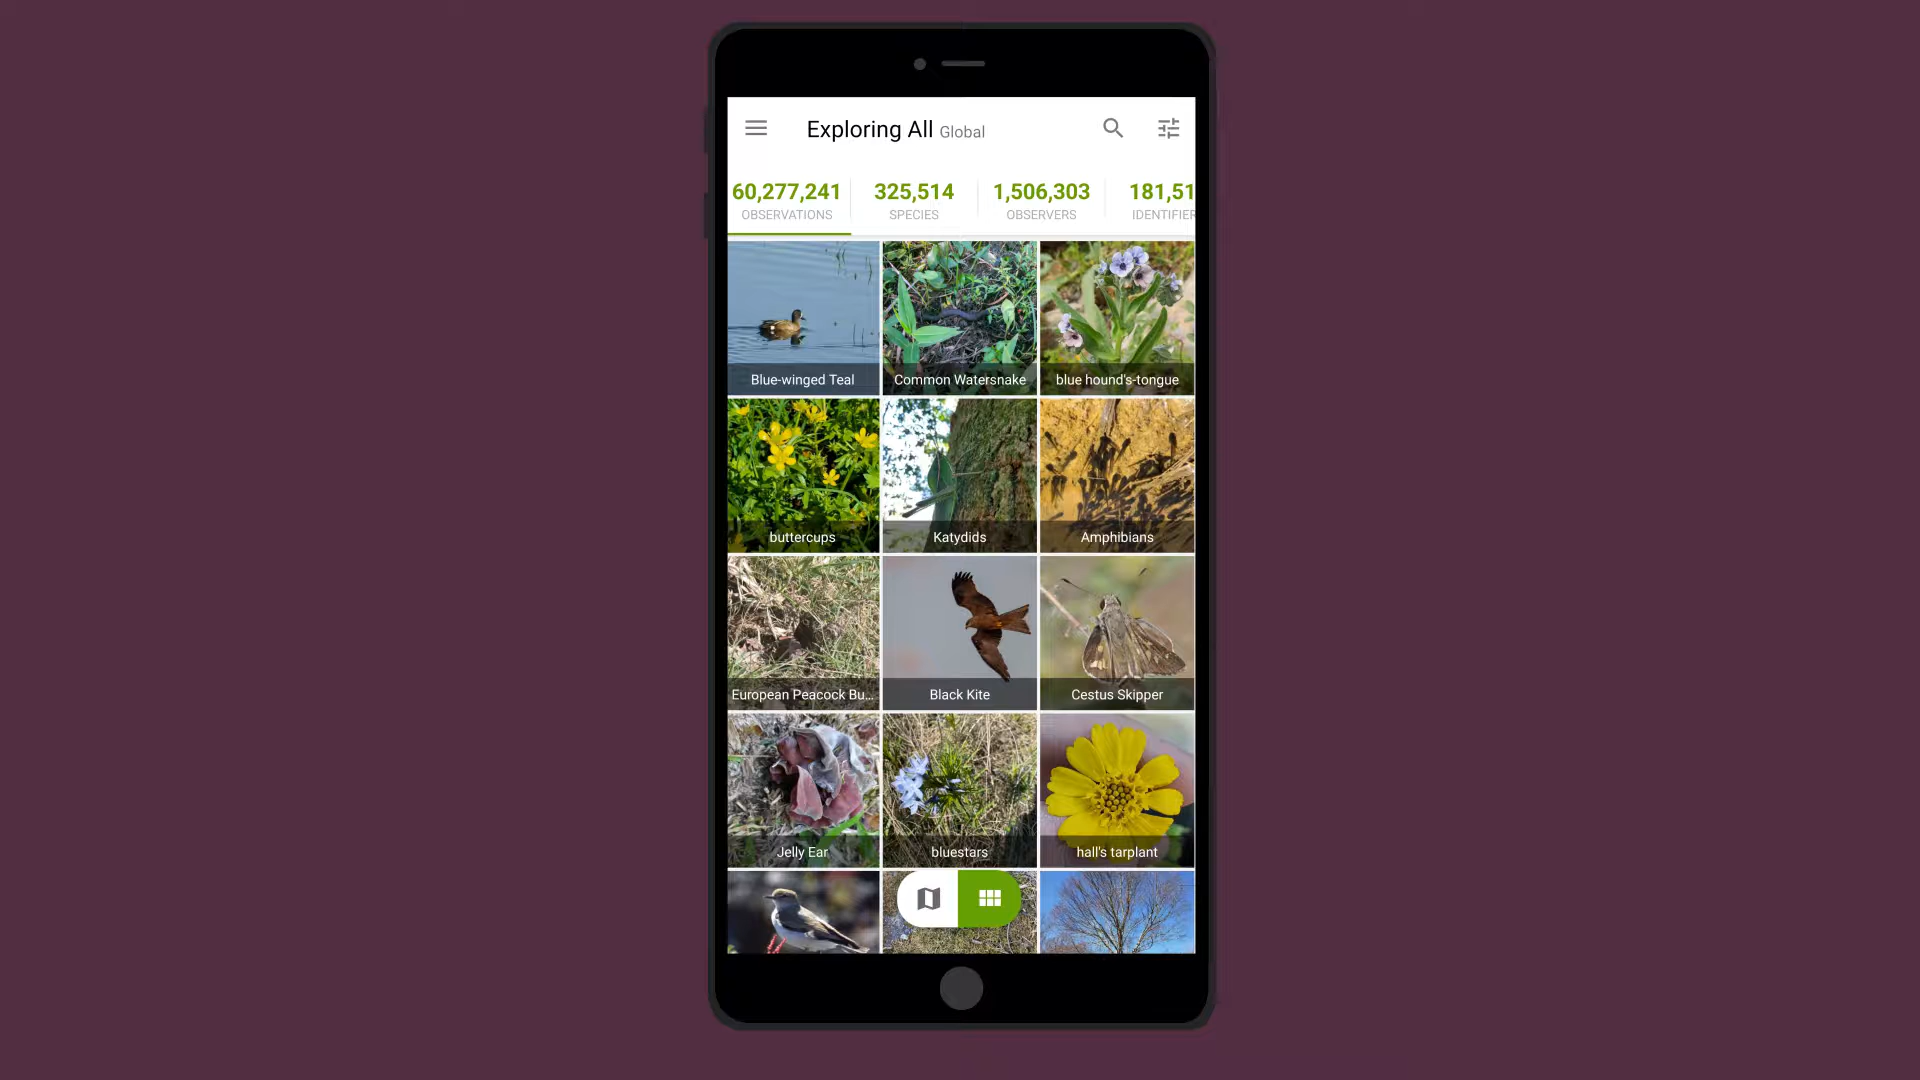 Exploring All Global
60,277,241 325,514 1,506,303 181,51
OBSERVATIONS SPECIES OBSERVERS IDENTIFIER
Blue-winged Teal Common Watersnake blue hound's-tongue
buttercups Katydids Amphibians
European Peacock Bu... Black Kite Cestus Skipper
Jelly Ear bluestars hall's tarplant